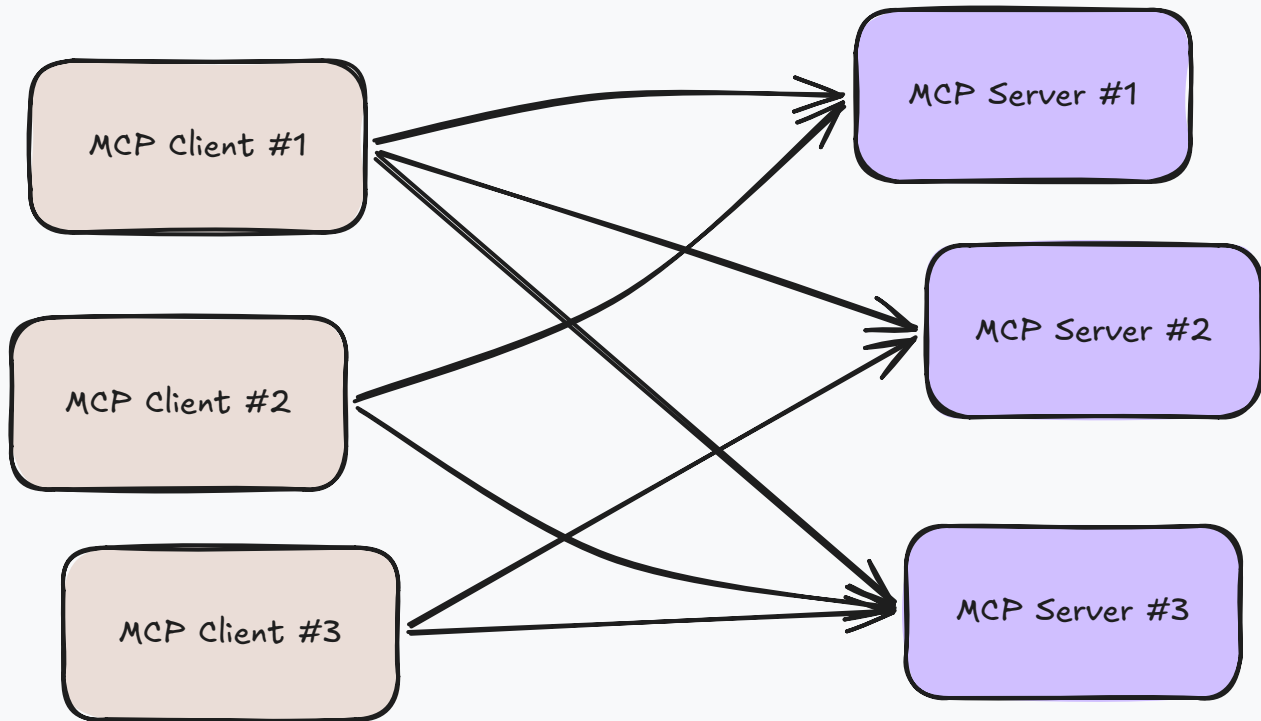 MCP Client #1
MCP Server #1
MCP Server #2
MCP Client #2
MCP Client #3
MCP Server #3